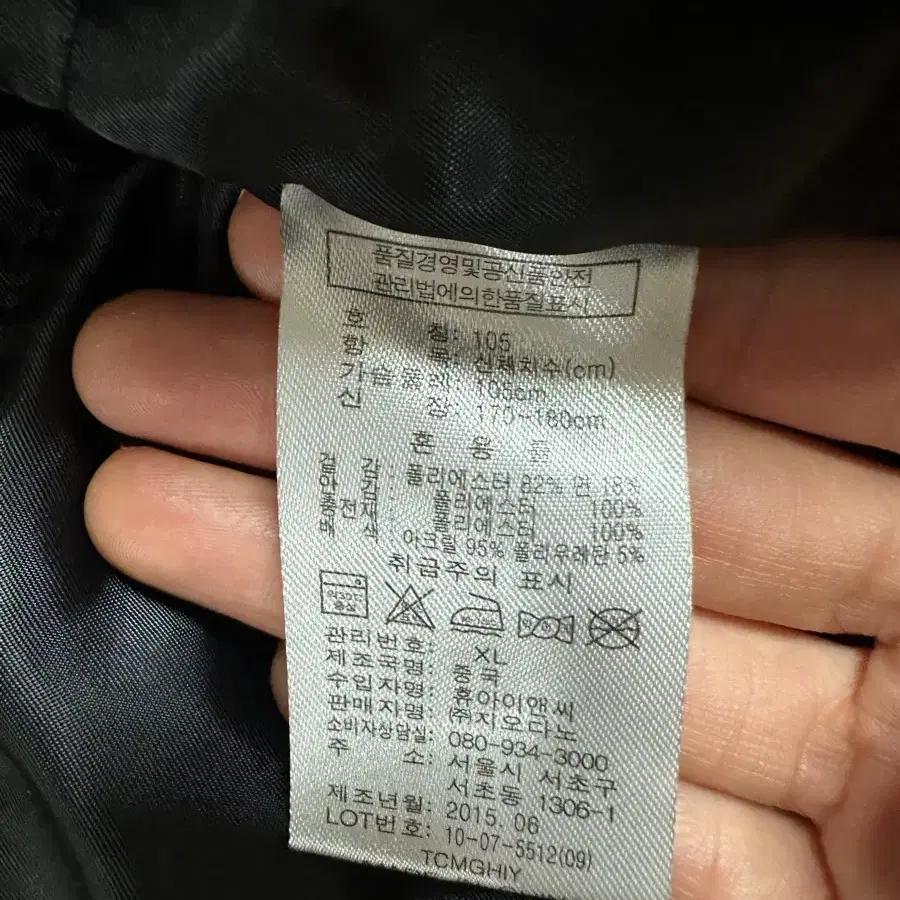 품질경영및공산품안전
관리법에의한품질표시
호 칭: 105
항 목: 신체치수(cm)
가슴둘레: 105cm
신 장: 170~180cm
혼 용 률
겉 감: 폴리에스터 82% 면 18%
안 감: 폴리에스터 100%
충 전 재: 폴리에스터 100%
배 색: 아크릴 95% 폴리우레탄 5%
취급주의 표시
약30℃
중성
관리번호: XL
제조국명: 중국
수입자명: 휴아이앤씨
판매자명: ㈜지오다노
소비자상담실: 080-934-3000
주 소: 서울시 서초구
서초동 1306-1
제조년월: 2015.06
LOT번호: 10-07-5512(09)
TCMGHIY